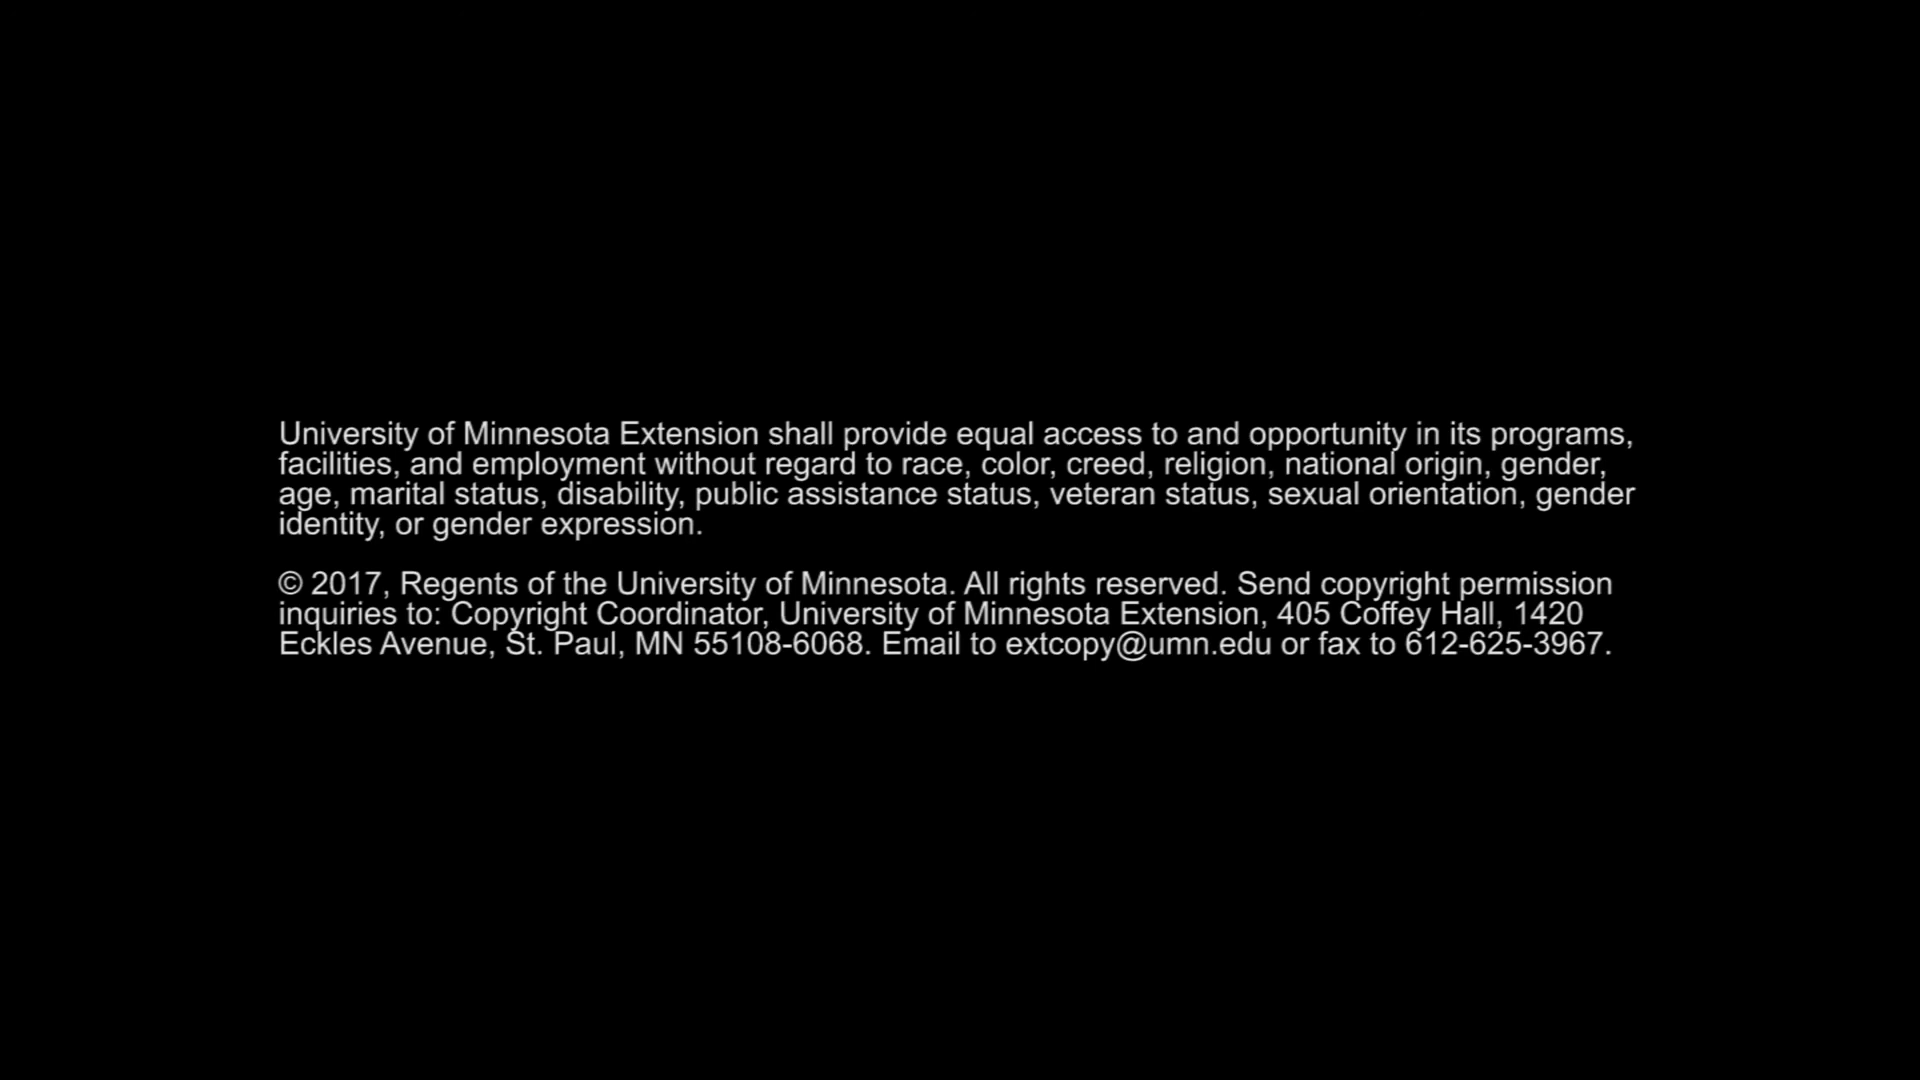 University of Minnesota Extension shall provide equal access to and opportunity in its programs,
facilities, and employment without regard to race, color, creed, religion, national origin, gender,
age, marital status, disability, public assistance status, veteran status, sexual orientation, gender
identity, or gender expression.
© 2017, Regents of the University of Minnesota. All rights reserved. Send copyright permission
inquiries to: Copyright Coordinator, University of Minnesota Extension, 405 Coffey Hall, 1420
Eckles Avenue, St. Paul, MN 55108-6068. Email to extcopy@umn.edu or fax to 612-625-3967.